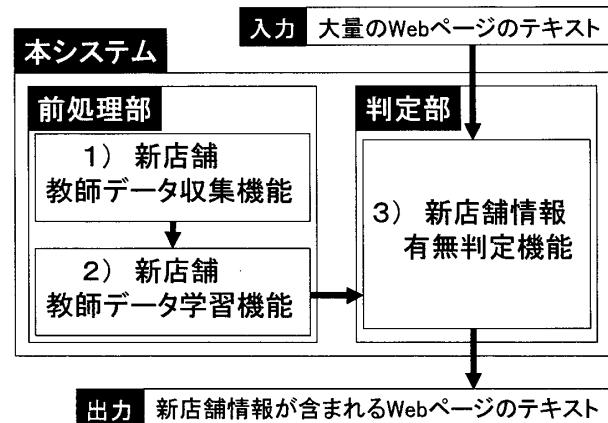 入力 大量のWebページのテキスト
本システム
前処理部
1) 新店舗
教師データ収集機能
2) 新店舗
教師データ学習機能
判定部
3) 新店舗情報
有無判定機能
出力 新店舗情報が含まれるWebページのテキスト